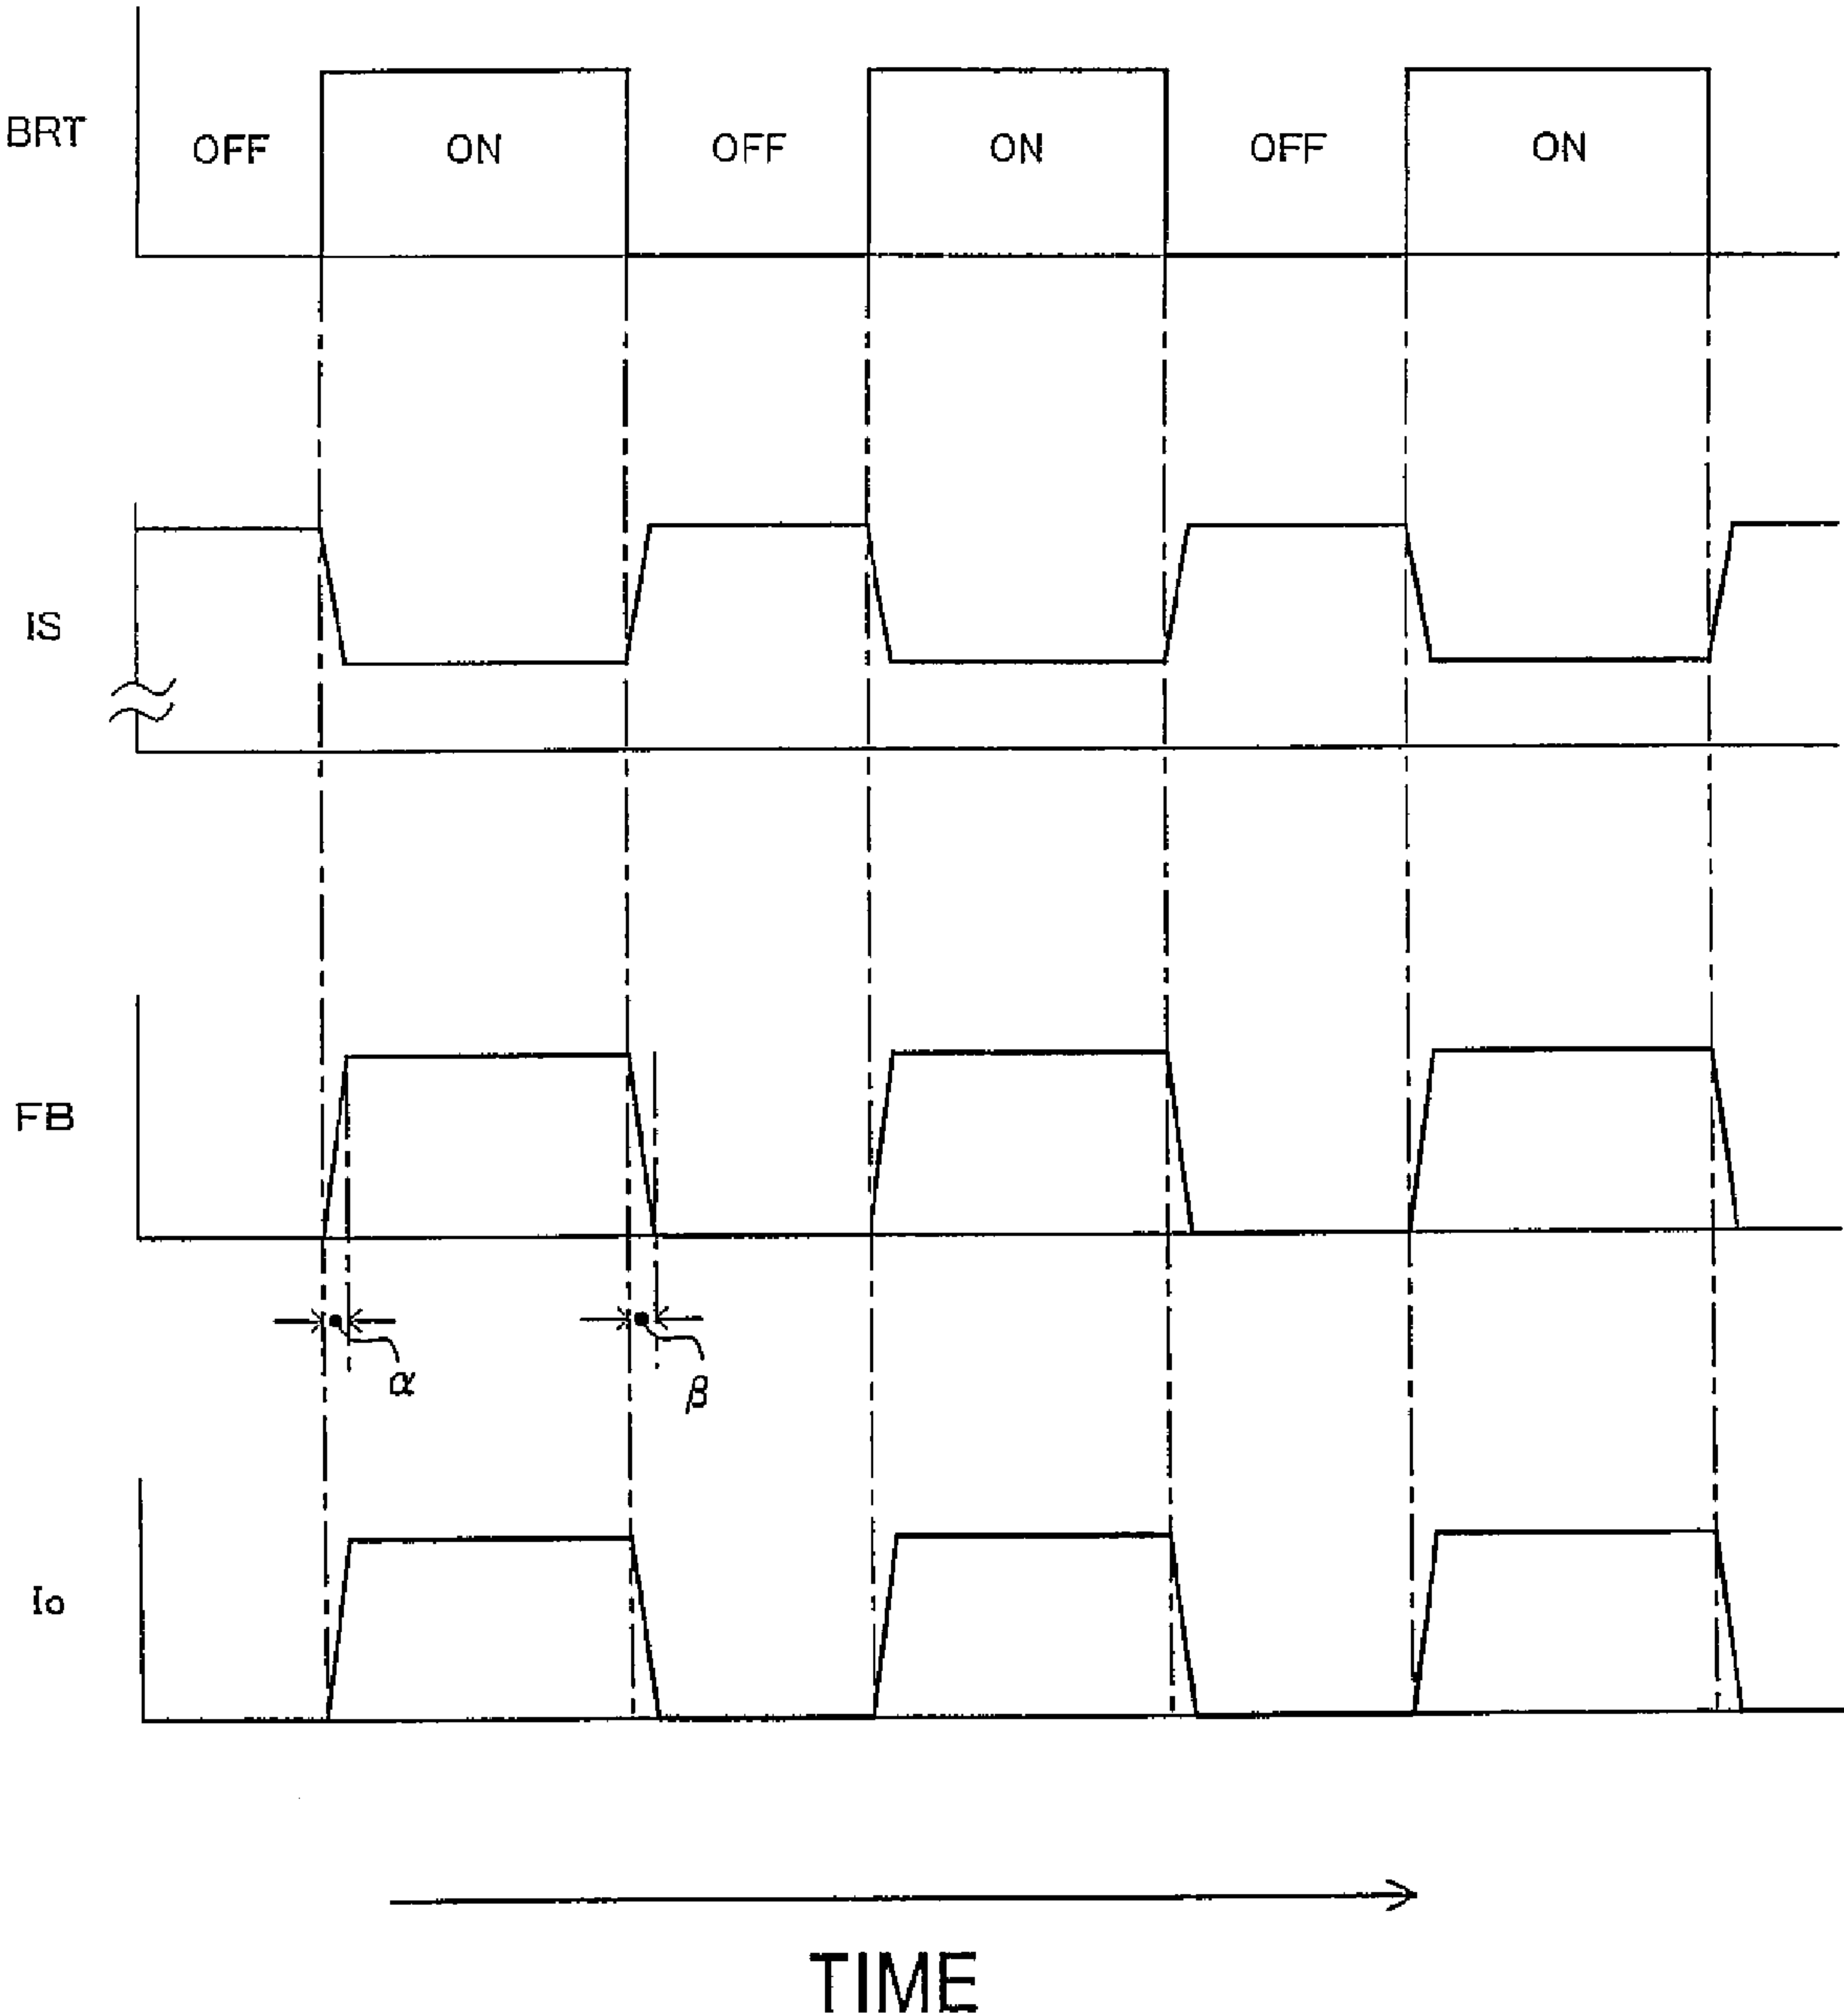 BRT OFF ON OFF ON OFF ON
IS
FB
α β
Io
TIME